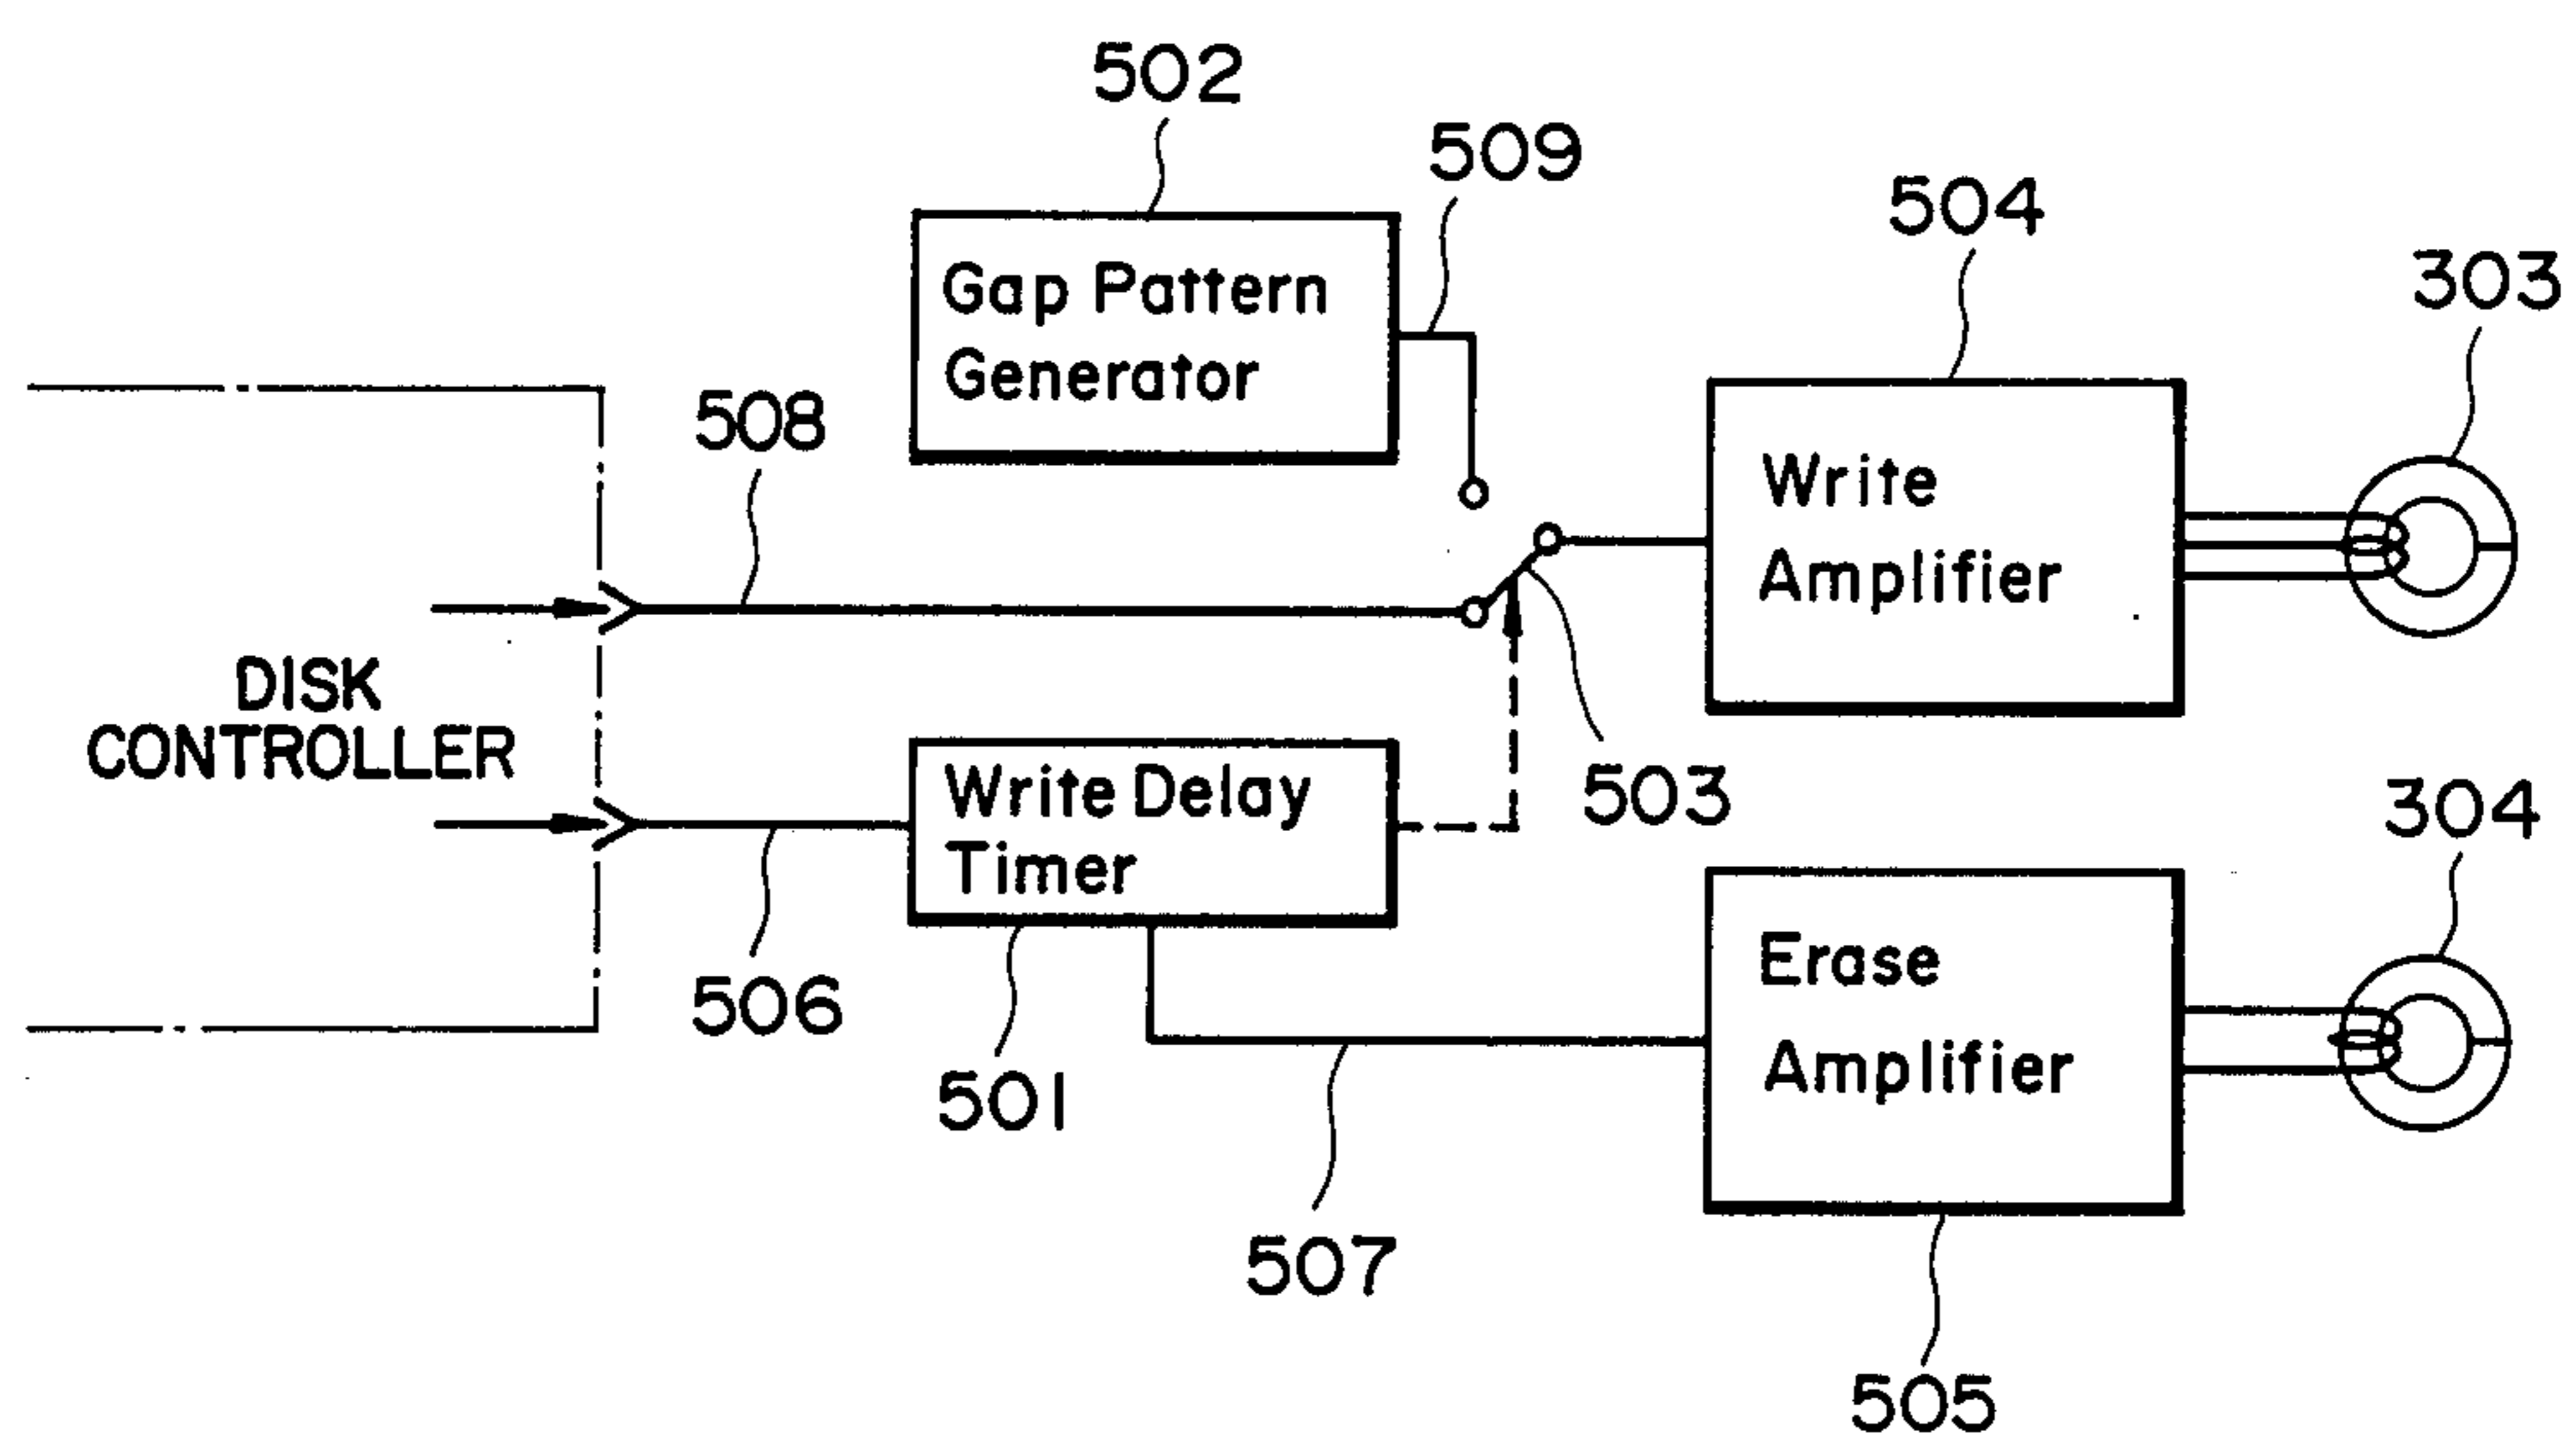 502
509
504
303
Gap Pattern
Generator
508
Write
Amplifier
DISK
CONTROLLER
Write Delay
Timer
503
304
506
501
Erase
Amplifier
507
505